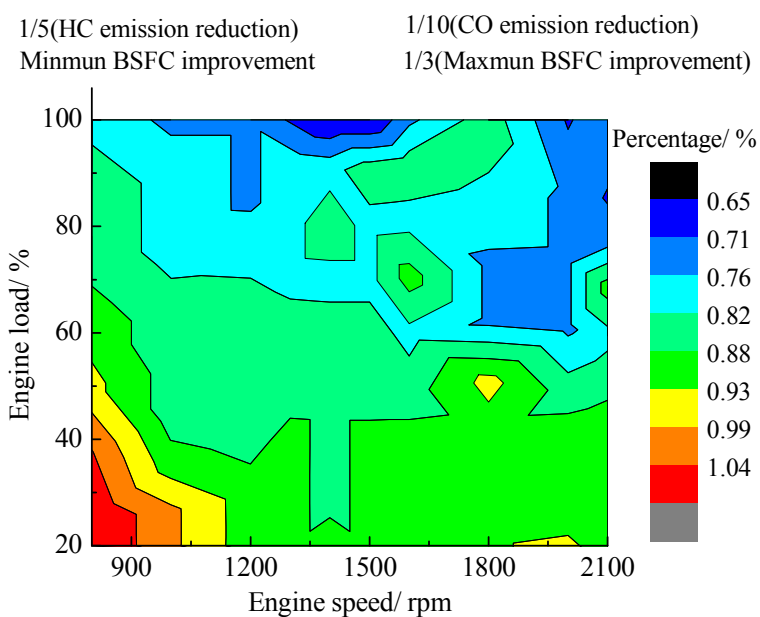 1/5(HC emission reduction)
1/10(CO emission reduction)
Minmun BSFC improvement
1/3(Maxmun BSFC improvement)
Percentage/ %
100
80
60
40
20
Engine load/ %
0.65
0.71
0.76
0.82
0.88
0.93
0.99
1.04
900
1200
1500
1800
2100
Engine speed/ rpm